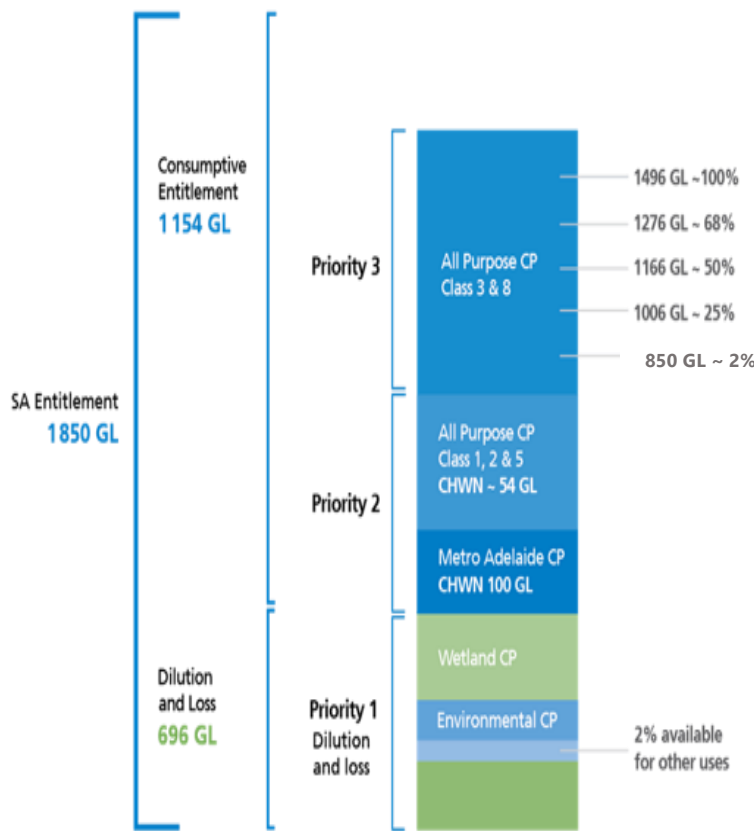 SA Entitlement
1850 GL
Consumptive
Entitlement
1154 GL
Dilution
and Loss
696 GL
Priority 3
Priority 2
Priority 1
Dilution
and loss
All Purpose CP
Class 3 & 8
All Purpose CP
Class 1, 2 & 5
CHWN ~ 54 GL
Metro Adelaide CP
CHWN 100 GL
Wetland CP
Environmental CP
1496 GL ~100%
1276 GL ~ 68%
1166 GL ~ 50%
1006 GL ~ 25%
850 GL ~ 2%
2% available
for other uses